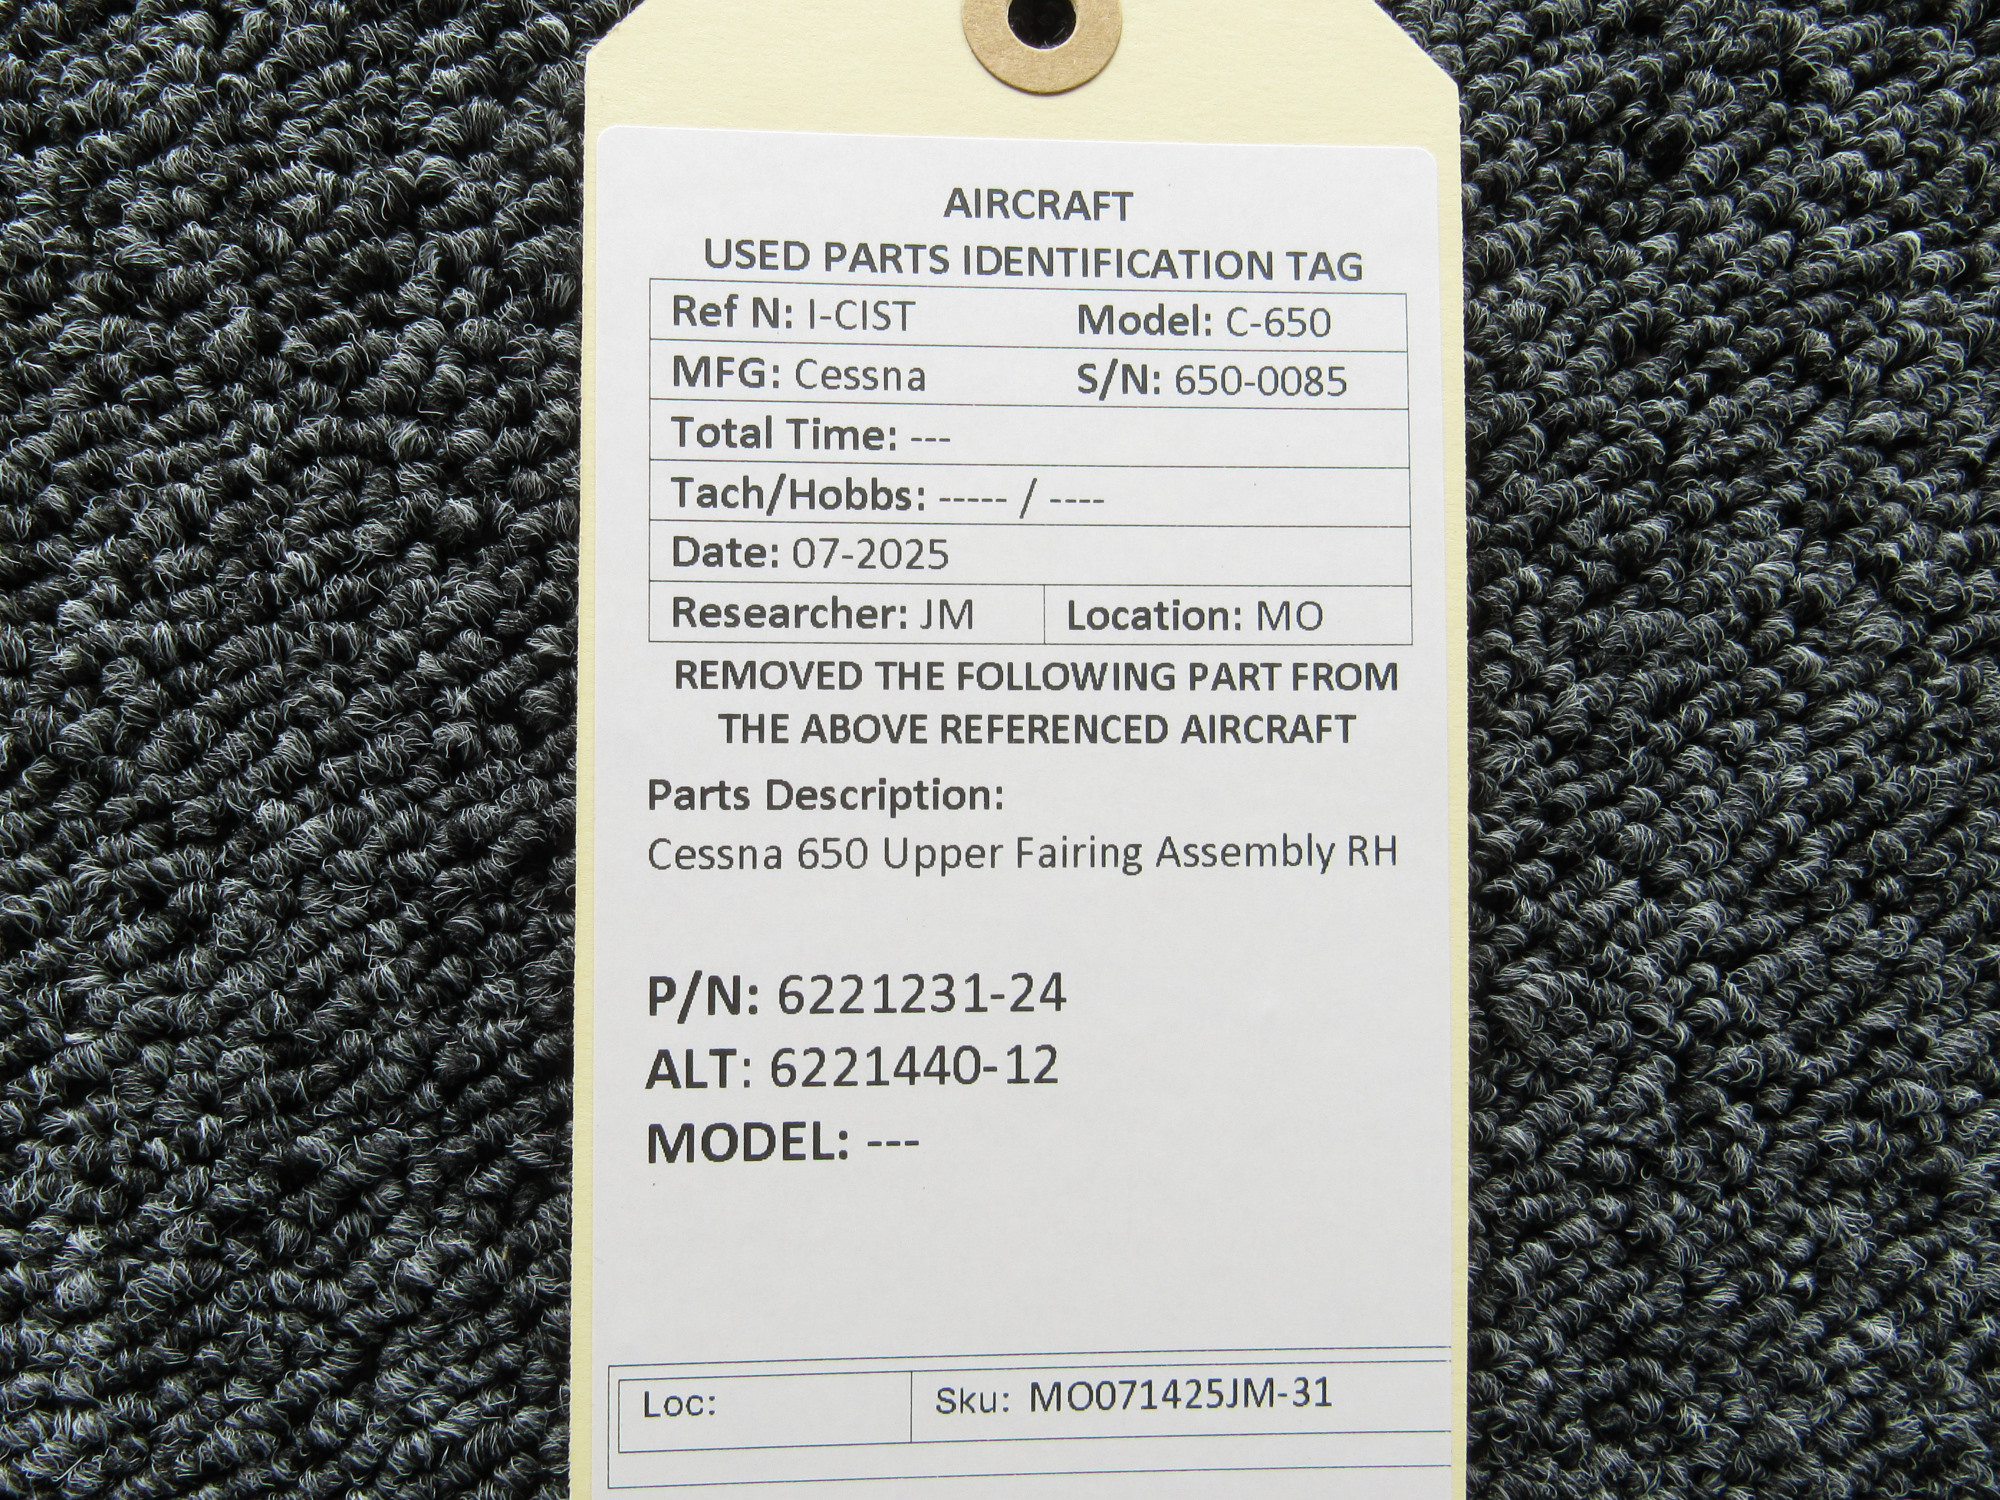 AIRCRAFT
USED PARTS IDENTIFICATION TAG
Ref N: I-CIST Model: C-650
MFG: Cessna S/N: 650-0085
Total Time: ---
Tach/Hobbs: ----- / ----
Date: 07-2025
Researcher: JM Location: MO
REMOVED THE FOLLOWING PART FROM
THE ABOVE REFERENCED AIRCRAFT
Parts Description:
Cessna 650 Upper Fairing Assembly RH
P/N: 6221231-24
ALT: 6221440-12
MODEL: ---
Loc: Sku: MO071425JM-31